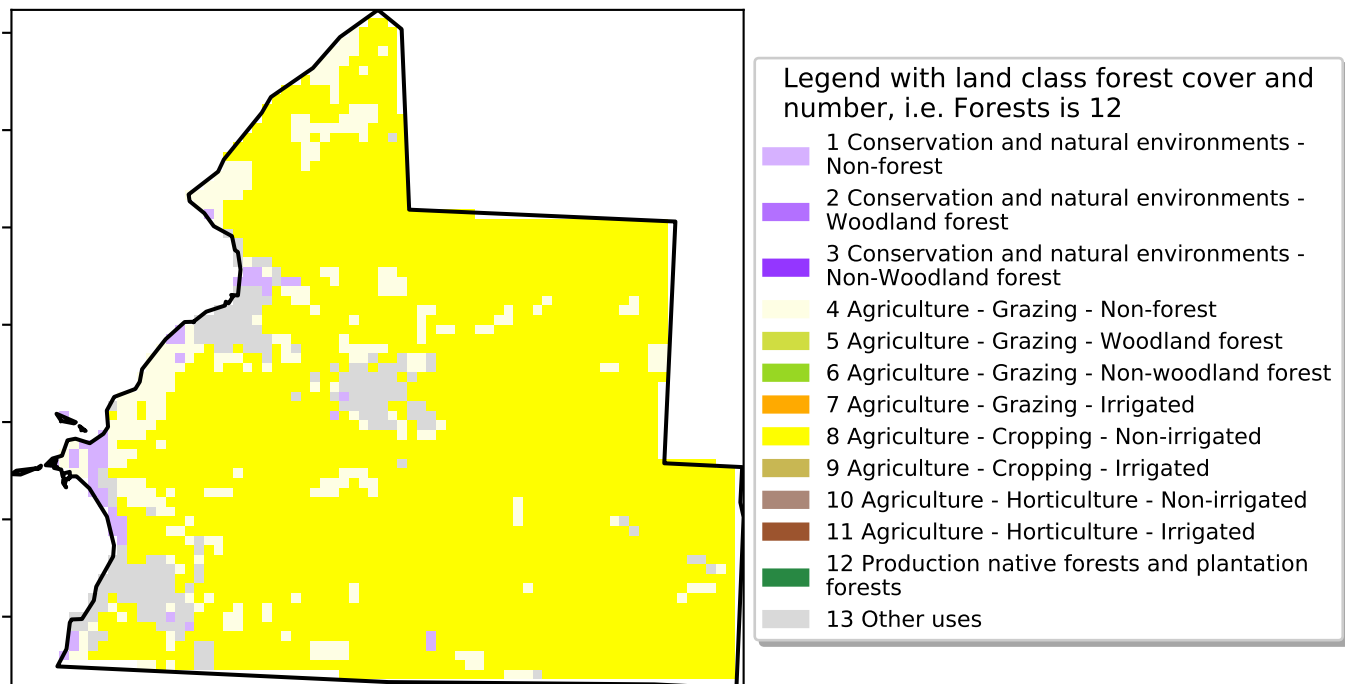 Legend with land class forest cover and
number, i.e. Forests is 12
1 Conservation and natural environments -
Non-forest
2 Conservation and natural environments -
Woodland forest
3 Conservation and natural environments -
Non-Woodland forest
4 Agriculture - Grazing - Non-forest
5 Agriculture - Grazing - Woodland forest
6 Agriculture - Grazing - Non-woodland forest
7 Agriculture - Grazing - Irrigated
8 Agriculture - Cropping - Non-irrigated
9 Agriculture - Cropping - Irrigated
10 Agriculture - Horticulture - Non-irrigated
11 Agriculture - Horticulture - Irrigated
12 Production native forests and plantation
forests
13 Other uses